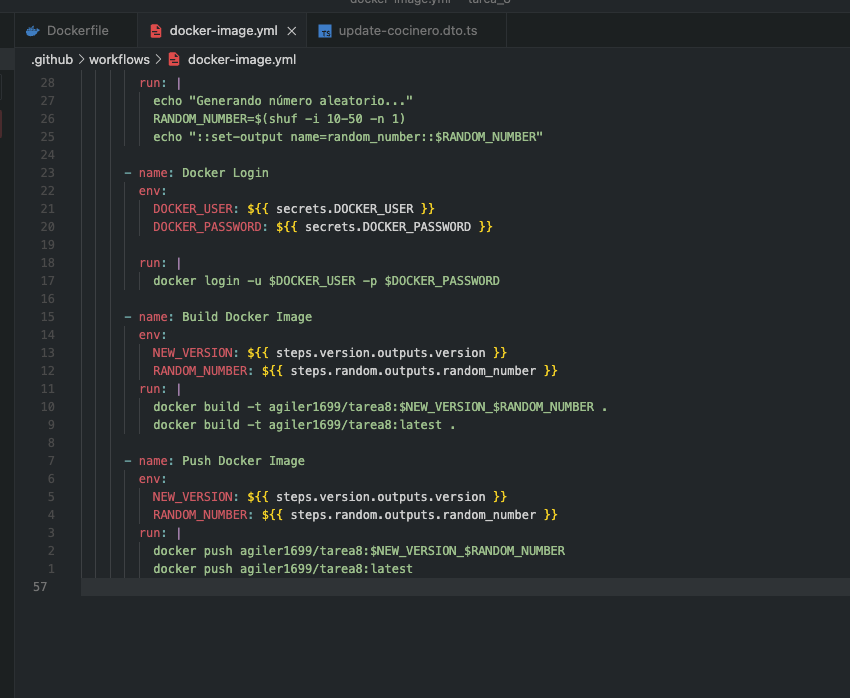 docker-image.yml — tarea_8
Dockerfile
docker-image.yml
TS update-cocinero.dto.ts
.github > workflows > docker-image.yml
28 run: |
27 echo "Generando número aleatorio..."
26 RANDOM_NUMBER=$(shuf -i 10-50 -n 1)
25 echo "::set-output name=random_number::$RANDOM_NUMBER"
24
23 - name: Docker Login
22 env:
21 DOCKER_USER: ${{ secrets.DOCKER_USER }}
20 DOCKER_PASSWORD: ${{ secrets.DOCKER_PASSWORD }}
19
18 run: |
17 docker login -u $DOCKER_USER -p $DOCKER_PASSWORD
16
15 - name: Build Docker Image
14 env:
13 NEW_VERSION: ${{ steps.version.outputs.version }}
12 RANDOM_NUMBER: ${{ steps.random.outputs.random_number }}
11 run: |
10 docker build -t agiler1699/tarea8:$NEW_VERSION_$RANDOM_NUMBER .
9 docker build -t agiler1699/tarea8:latest .
8
7 - name: Push Docker Image
6 env:
5 NEW_VERSION: ${{ steps.version.outputs.version }}
4 RANDOM_NUMBER: ${{ steps.random.outputs.random_number }}
3 run: |
2 docker push agiler1699/tarea8:$NEW_VERSION_$RANDOM_NUMBER
1 docker push agiler1699/tarea8:latest
57